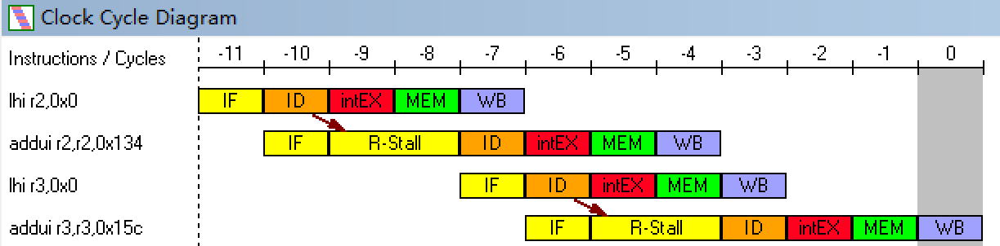 Clock Cycle Diagram
Instructions / Cycles -11 -10 -9 -8 -7 -6 -5 -4 -3 -2 -1 0
lhi r2,0x0 IF ID intEX MEM WB
addui r2,r2,0x134 IF R-Stall ID intEX MEM WB
lhi r3,0x0 IF ID intEX MEM WB
addui r3,r3,0x15c IF R-Stall ID intEX MEM WB